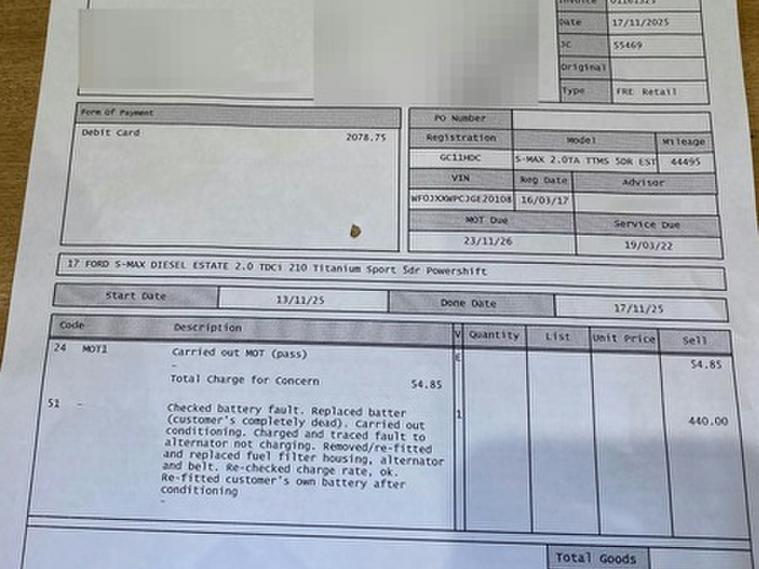 Invoice
Date 17/11/2025
JC 55469
Original
Type FRE Retail
Form Of Payment
Debit Card 2078.75
PO Number
Registration Model Mileage
GC11HDC S-MAX 2.0TA TTMS 5DR EST 44495
VIN Reg Date Advisor
16/03/17
MOT Due Service Due
23/11/26 19/03/22
17 FORD S-MAX DIESEL ESTATE 2.0 TDCi 210 Titanium Sport 5dr Powershift
Start Date 13/11/25 Done Date 17/11/25
Code Description V Quantity List Unit Price Sell
24 MOT1 Carried out MOT (pass) E 54.85
-
Total Charge for Concern 54.85
51 - Checked battery fault. Replaced batter 1 440.00
(customer's completely dead). Carried out
conditioning. Charged and traced fault to
alternator not charging. Removed/re-fitted
and replaced fuel filter housing, alternator
and belt. Re-checked charge rate, ok.
Re-fitted customer's own battery after
conditioning
-
Total Goods